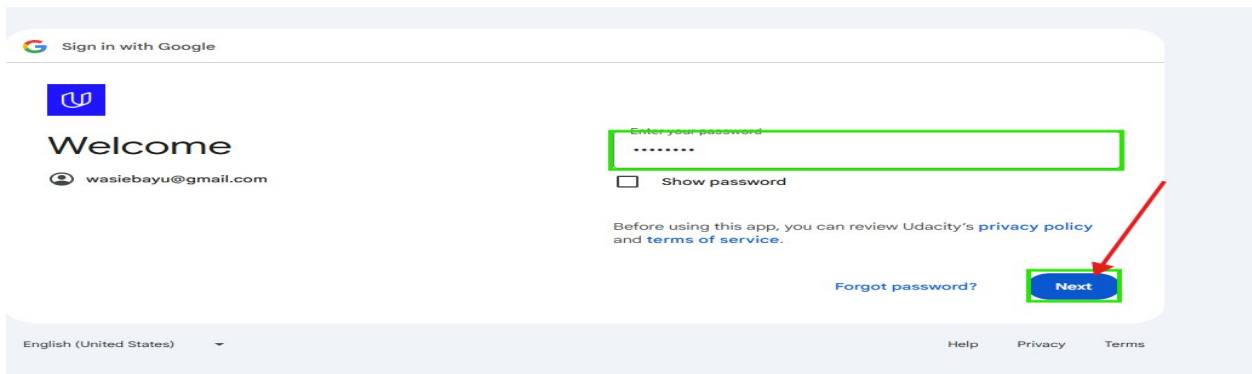 Sign in with Google
Welcome
wasiebayu@gmail.com
Enter your password
••••••••
Show password
Before using this app, you can review Udacity's privacy policy
and terms of service.
Forgot password?
Next
English (United States)
Help Privacy Terms